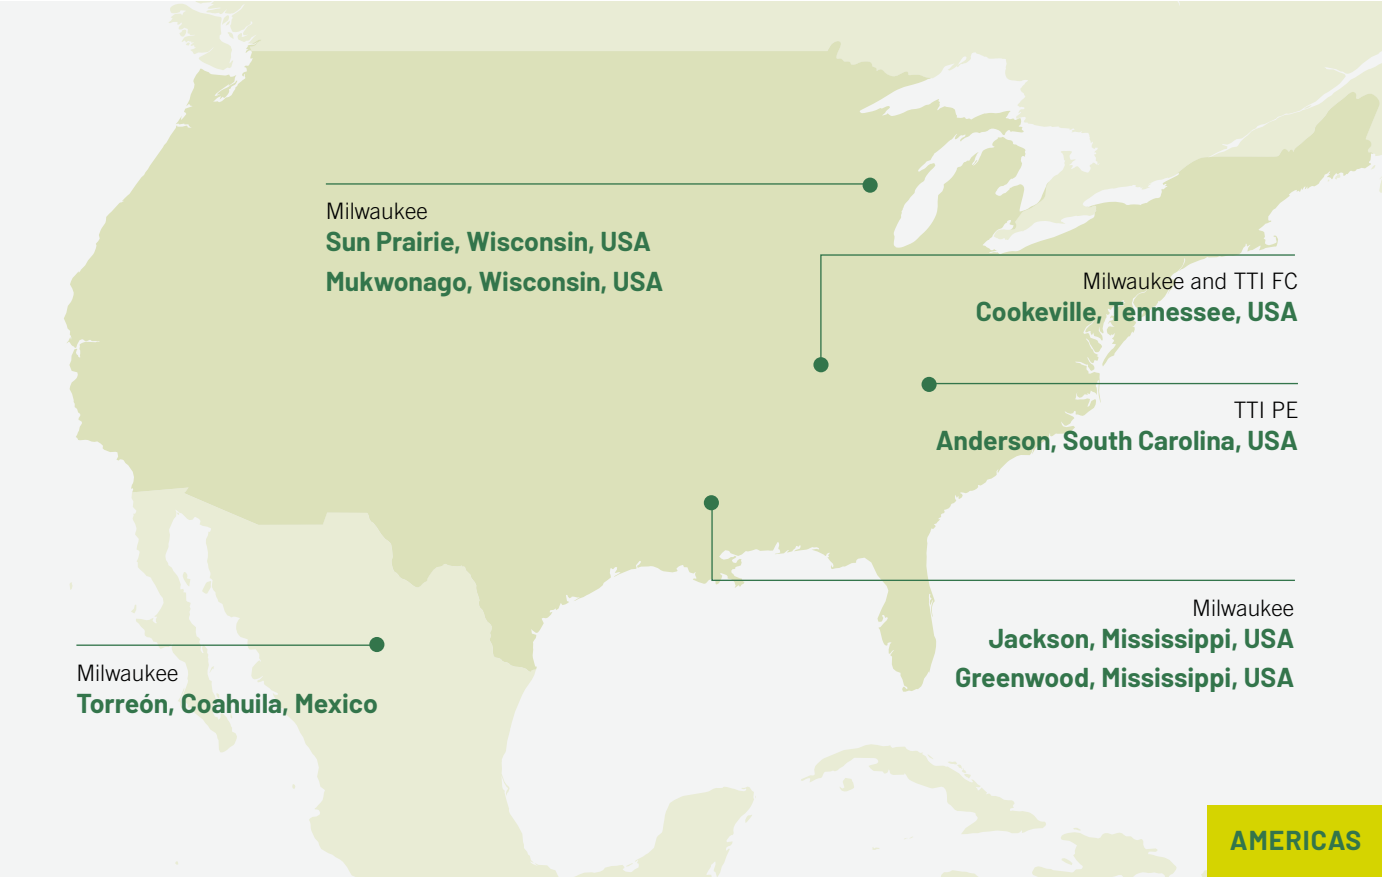 Milwaukee
Sun Prairie, Wisconsin, USA
Mukwonago, Wisconsin, USA
Milwaukee and TTI FC
Cookeville, Tennessee, USA
TTI PE
Anderson, South Carolina, USA
Milwaukee
Jackson, Mississippi, USA
Greenwood, Mississippi, USA
Milwaukee
Torreón, Coahuila, Mexico
AMERICAS